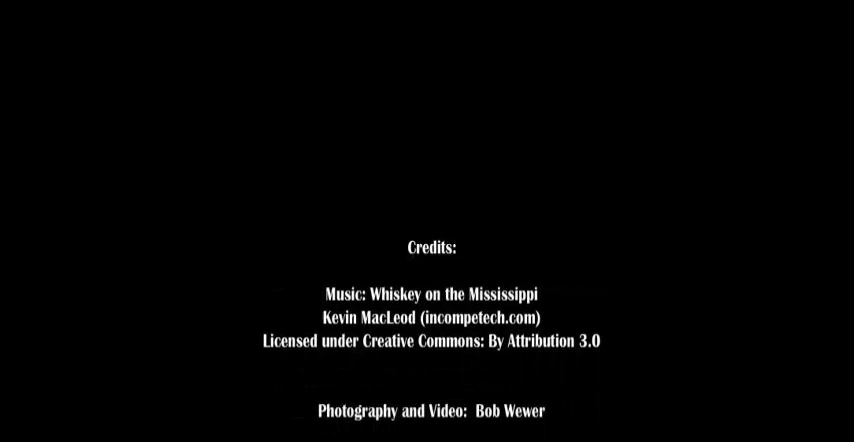 Credits:
Music: Whiskey on the Mississippi
Kevin MacLeod (incompetech.com)
Licensed under Creative Commons: By Attribution 3.0
Photography and Video: Bob Wewer